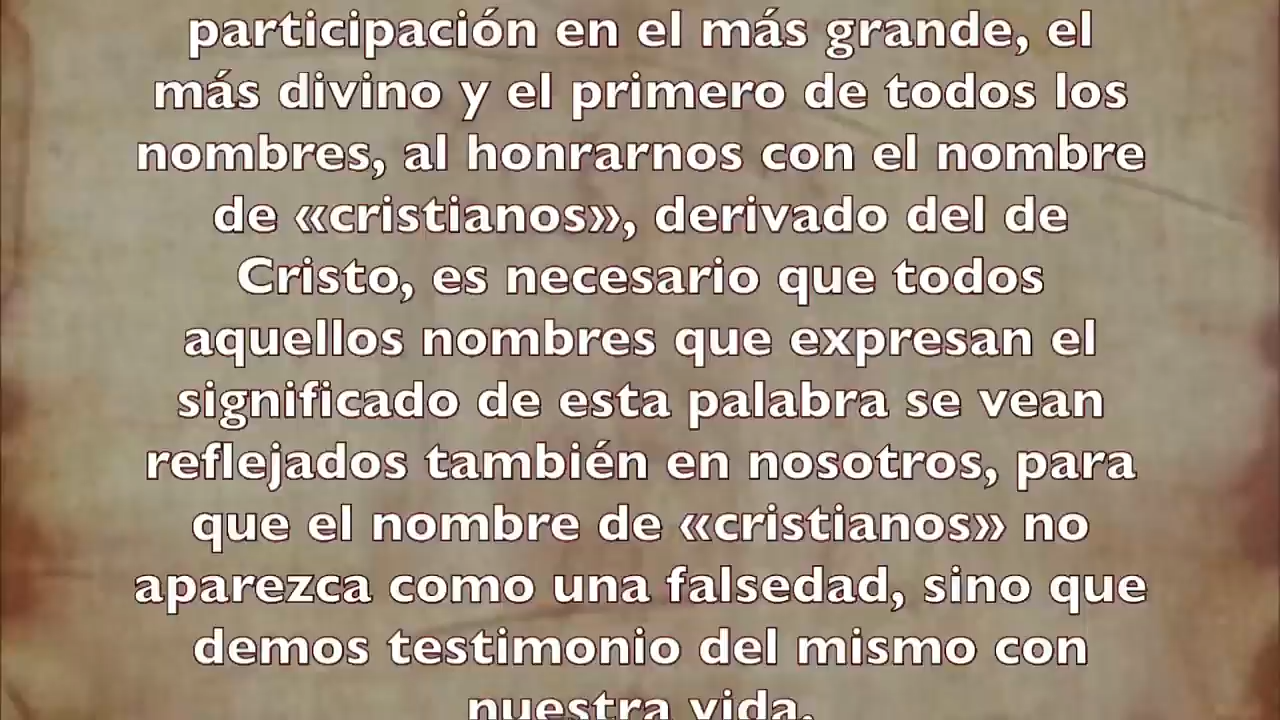 participación en el más grande, el
más divino y el primero de todos los
nombres, al honrarnos con el nombre
de «cristianos», derivado del de
Cristo, es necesario que todos
aquellos nombres que expresan el
significado de esta palabra se vean
reflejados también en nosotros, para
que el nombre de «cristianos» no
aparezca como una falsedad, sino que
demos testimonio del mismo con
nuestra vida.